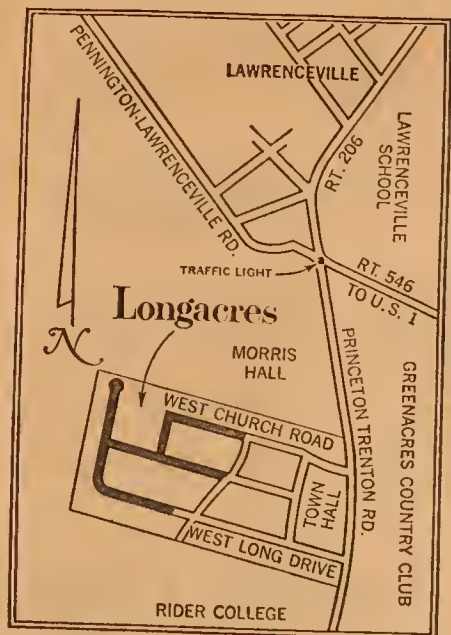 LAWRENCEVILLE
PENNINGTON-LAWRENCEVILLE RD.
RT. 206
LAWRENCEVILLE
SCHOOL
TRAFFIC LIGHT
RT. 546
TO U.S. 1
N
Longacres
MORRIS
HALL
WEST CHURCH ROAD
PRINCETON TRENTON RD.
GREENACRES COUNTRY CLUB
TOWN
HALL
WEST LONG DRIVE
RIDER COLLEGE